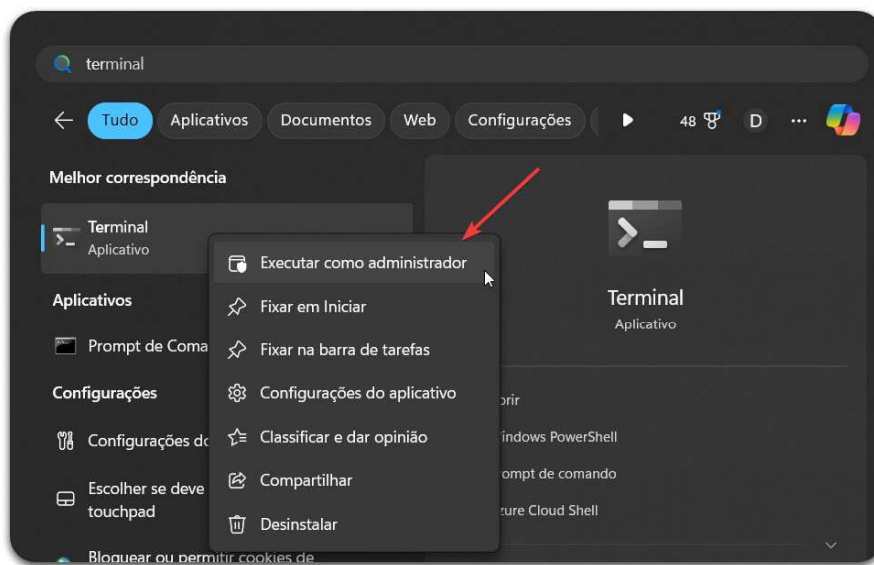 terminal
Tudo Aplicativos Documentos Web Configurações 48 D ...
Melhor correspondência
Terminal
Aplicativo
Executar como administrador
Fixar em Iniciar
Fixar na barra de tarefas
Configurações do aplicativo
Classificar e dar opinião
Compartilhar
Desinstalar
Aplicativos
Prompt de Coma
Configurações
Configurações do
Escolher se deve
touchpad
Bloquear ou permitir cookies de
Terminal
Aplicativo
brir
indows PowerShell
ompt de comando
zure Cloud Shell